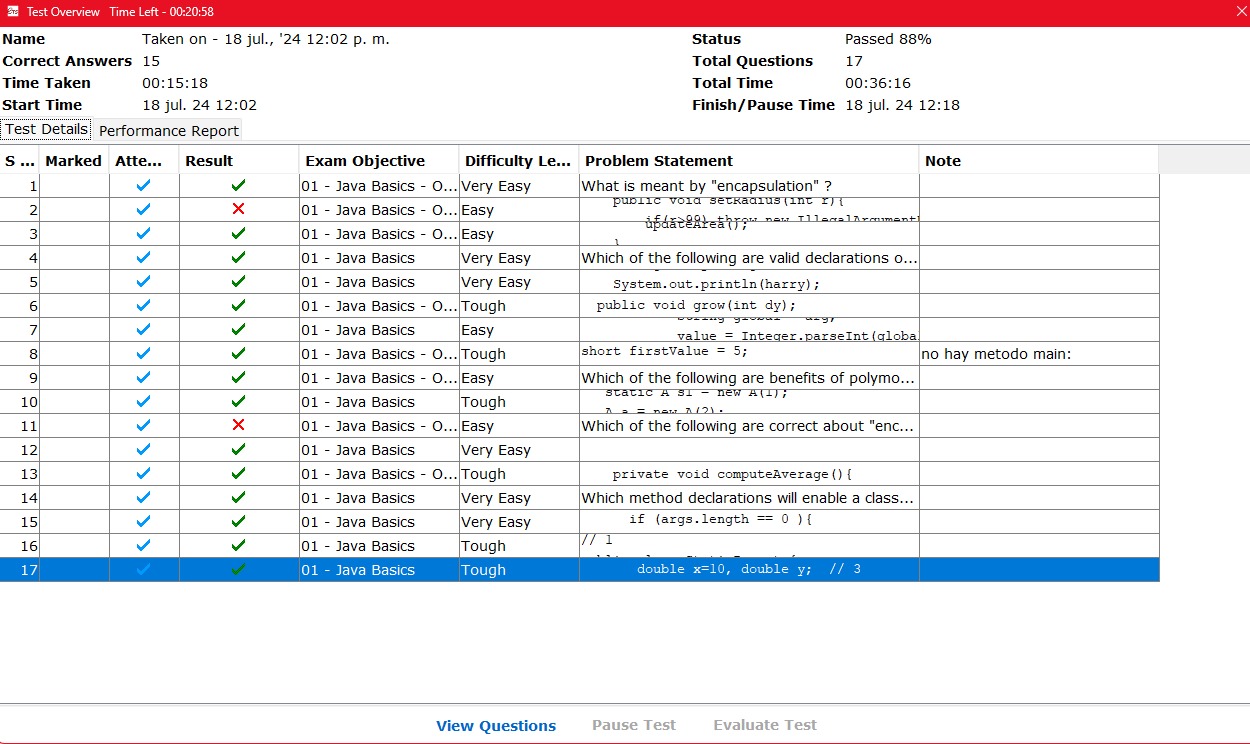 Test Overview Time Left - 00:20:58
Name Taken on - 18 jul., '24 12:02 p. m. Status Passed 88%
Correct Answers 15 Total Questions 17
Time Taken 00:15:18 Total Time 00:36:16
Start Time 18 jul. 24 12:02 Finish/Pause Time 18 jul. 24 12:18
Test Details Performance Report
S ... Marked Atte... Result Exam Objective Difficulty Le... Problem Statement Note
1 01 - Java Basics - O... Very Easy What is meant by "encapsulation" ?
2 01 - Java Basics - O... Easy public void setRadius(int r){
if(r>99) throw new IllegalArgument
3 01 - Java Basics - O... Easy updateArea();
}
4 01 - Java Basics Very Easy Which of the following are valid declarations o...
5 01 - Java Basics Very Easy System.out.println(harry);
6 01 - Java Basics - O... Tough public void grow(int dy);
7 01 - Java Basics Easy String global = arg;
value = Integer.parseInt(globa
8 01 - Java Basics - O... Tough short firstValue = 5; no hay metodo main:
9 01 - Java Basics - O... Easy Which of the following are benefits of polymo...
10 01 - Java Basics Tough static A s1 = new A(1);
A a = new A(2);
11 01 - Java Basics - O... Easy Which of the following are correct about "enc...
12 01 - Java Basics Very Easy
13 01 - Java Basics - O... Tough private void computeAverage(){
14 01 - Java Basics Very Easy Which method declarations will enable a class...
15 01 - Java Basics Very Easy if (args.length == 0 ){
16 01 - Java Basics Tough // 1
17 01 - Java Basics Tough double x=10, double y; // 3
View Questions Pause Test Evaluate Test